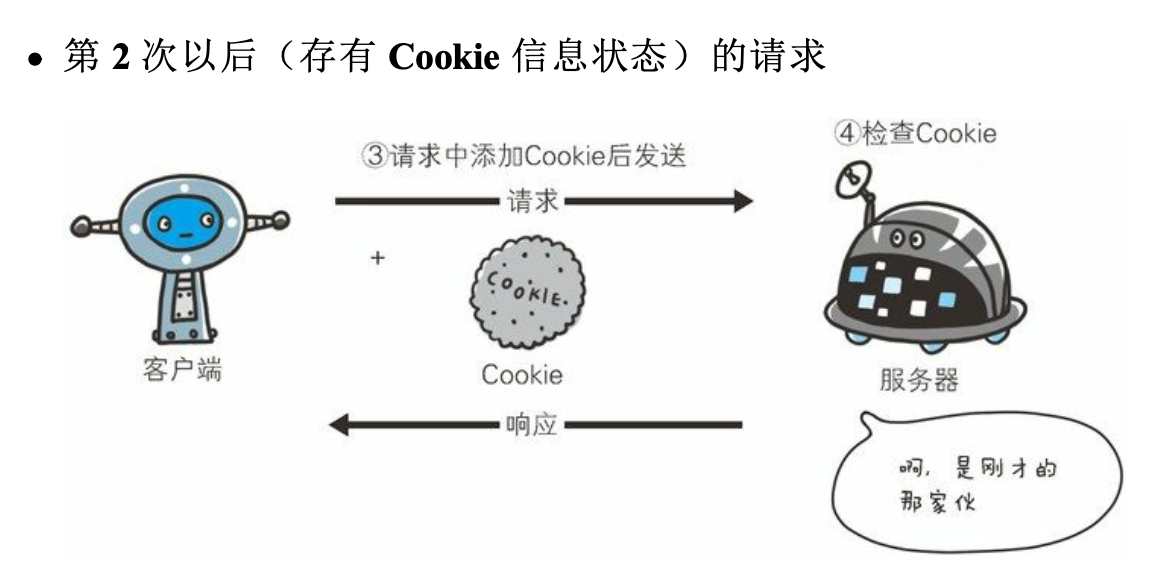 • 第 2 次以后（存有 Cookie 信息状态）的请求
④检查Cookie
③请求中添加Cookie后发送
请求
+
COOKIE.
客户端
Cookie
服务器
响应
啊，是刚才的
那家伙